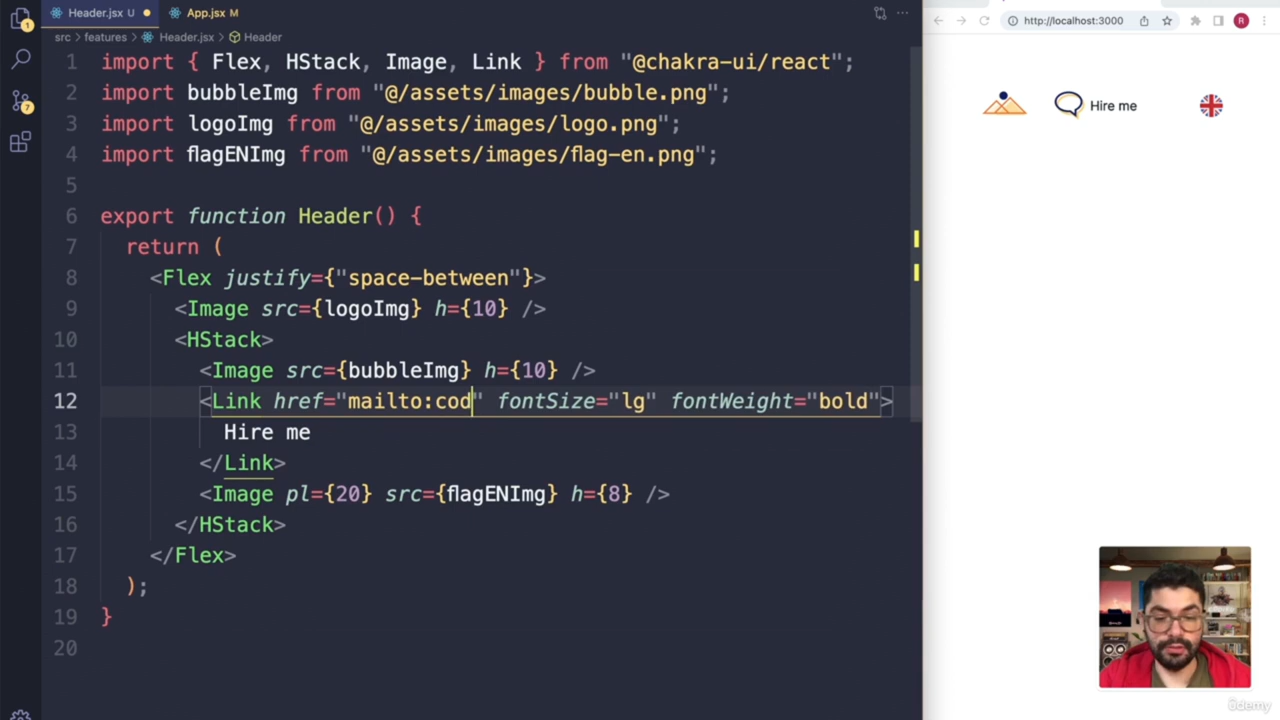 Header.jsx U
App.jsx M
http://localhost:3000
R
src > features > Header.jsx > Header
1
7
1 import { Flex, HStack, Image, Link } from "@chakra-ui/react";
2 import bubbleImg from "@/assets/images/bubble.png";
3 import logoImg from "@/assets/images/logo.png";
4 import flagENImg from "@/assets/images/flag-en.png";
5
6 export function Header() {
7 return (
8 <Flex justify={"space-between"}>
9 <Image src={logoImg} h={10} />
10 <HStack>
11 <Image src={bubbleImg} h={10} />
12 <Link href="mailto:cod" fontSize="lg" fontWeight="bold">
13 Hire me
14 </Link>
15 <Image pl={20} src={flagENImg} h={8} />
16 </HStack>
17 </Flex>
18 );
19 }
20
Hire me
ûdemy